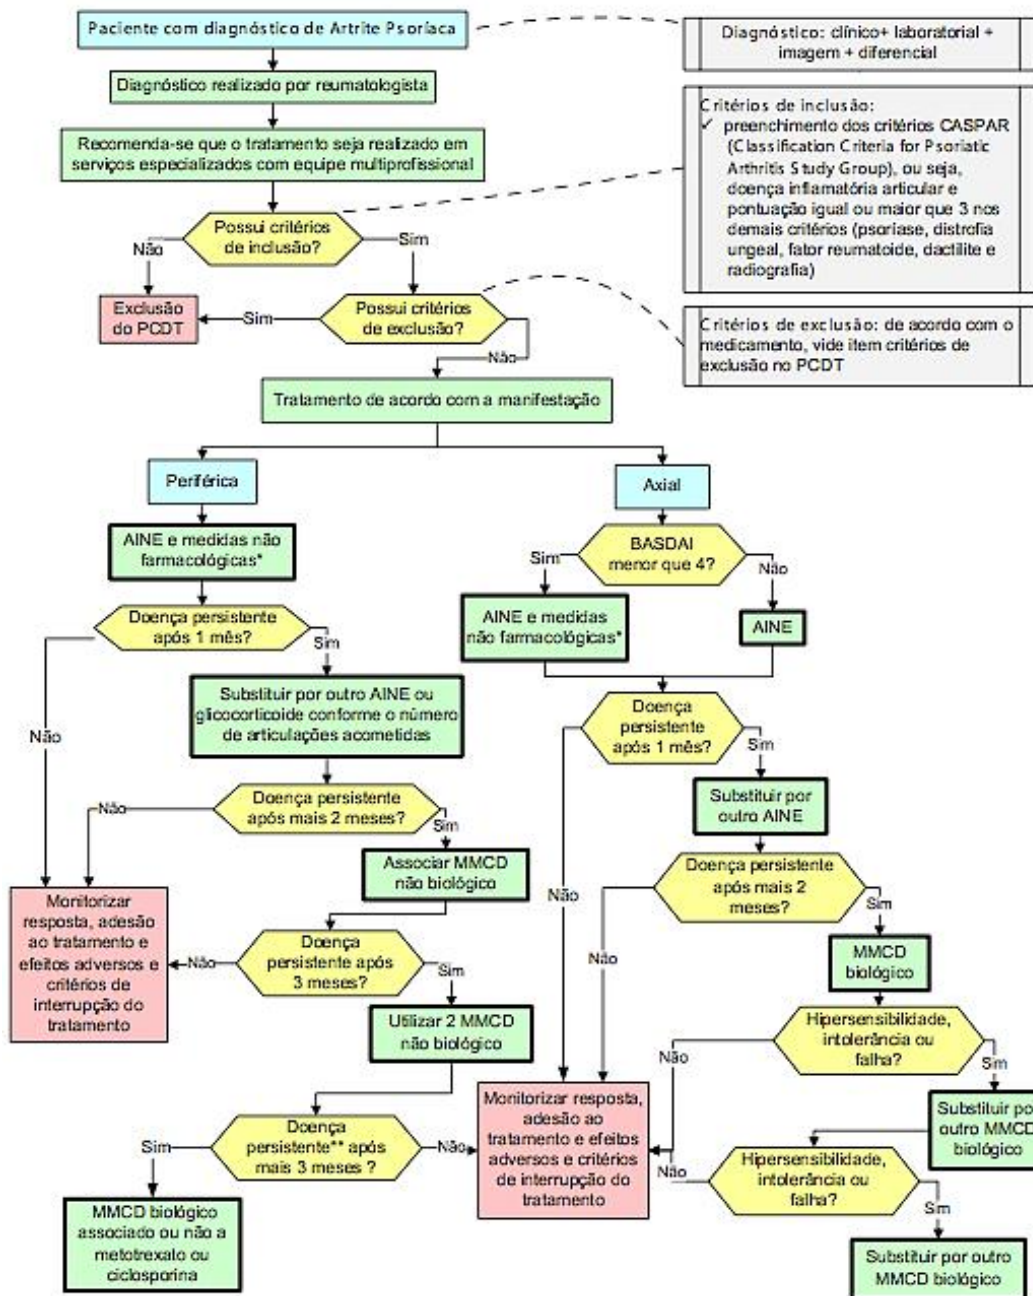 Paciente com diagnóstico de Artrite Psoríaca
Diagnóstico: clínico+ laboratorial +
imagem + diferencial
Diagnóstico realizado por reumatologista
Recomenda-se que o tratamento seja realizado em
serviços especializados com equipe multiprofissional
Critérios de inclusão:
✓ preenchimento dos critérios CASPAR
(Classification Criteria for Psoriatic
Arthritis Study Group), ou seja,
doença inflamatória articular e
pontuação igual ou maior que 3 nos
demais critérios (psoriase, distrofia
ungeal, fator reumatoide, dactilite e
radiografia)
Possui critérios
de inclusão?
Não
Sim
Exclusão
do PCDT
Sim
Possui critérios
de exclusão?
Não
Critérios de exclusão: de acordo com o
medicamento, vide item critérios de
exclusão no PCDT
Tratamento de acordo com a manifestação
Periférica
Axial
AINE e medidas não
farmacológicas*
BASDAI
menor que 4?
Sim
Não
AINE e medidas
não farmacológicas*
AINE
Doença persistente
após 1 mês?
Sim
Não
Substituir por outro AINE ou
glicocorticoide conforme o número
de articulações acometidas
Doença
persistente
após 1 mês?
Sim
Não
Substituir por
outro AINE
Doença persistente
após mais 2 meses?
Não
Sim
Associar MMCD
não biológico
Doença persistente
após mais 2
meses?
Sim
Não
MMCD
biológico
Monitorizar
resposta, adesão
ao tratamento e
efeitos adversos e
critérios de
interrupção do
tratamento
Doença
persistente após
3 meses?
Não
Sim
Utilizar 2 MMCD
não biológico
Hipersensibilidade,
intolerância ou
falha?
Não
Sim
Substituir por
outro MMCD
biológico
Monitorizar resposta,
adesão ao
tratamento e efeitos
adversos e critérios
de interrupção do
tratamento
Doença
persistente** após
mais 3 meses ?
Sim
Não
MMCD biológico
associado ou não a
metotrexato ou
ciclosporina
Hipersensibilidade,
intolerância ou
falha?
Não
Sim
Substituir por outro
MMCD biológico